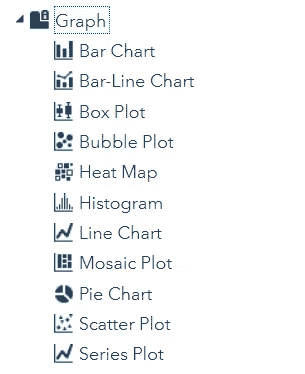 Graph
Bar Chart
Bar-Line Chart
Box Plot
Bubble Plot
Heat Map
Histogram
Line Chart
Mosaic Plot
Pie Chart
Scatter Plot
Series Plot